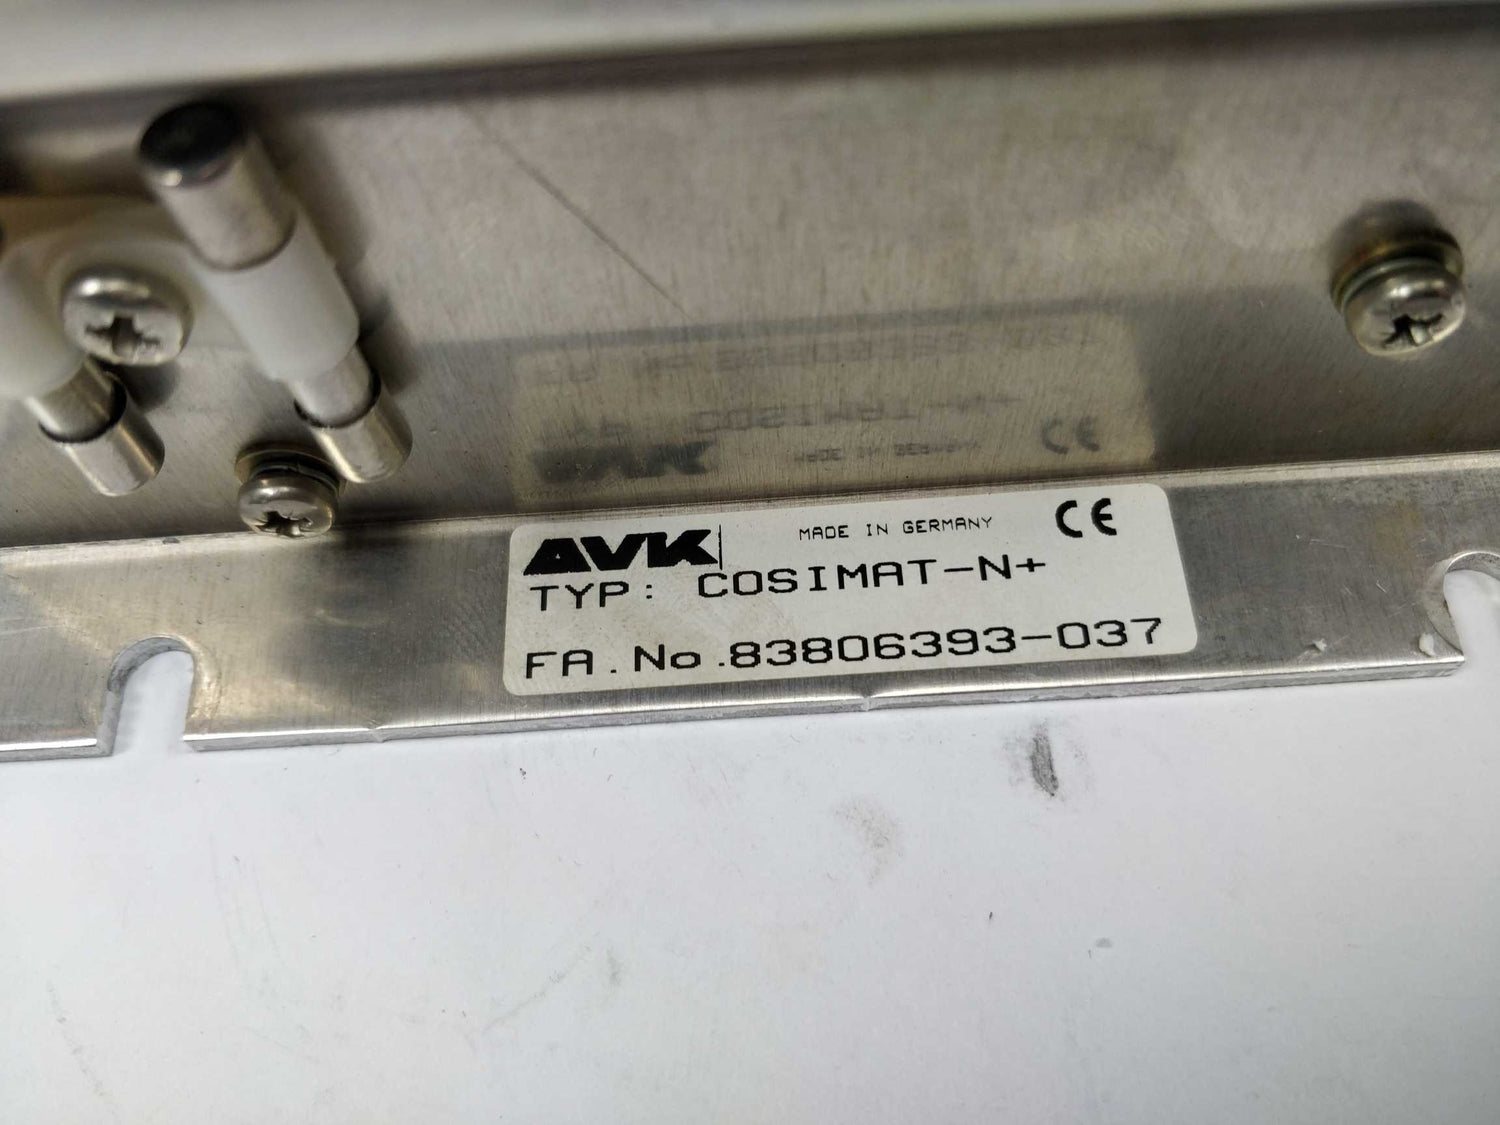 AVK MADE IN GERMANY CE
TYP: COSIMAT-N+
FA.No.83806393-037